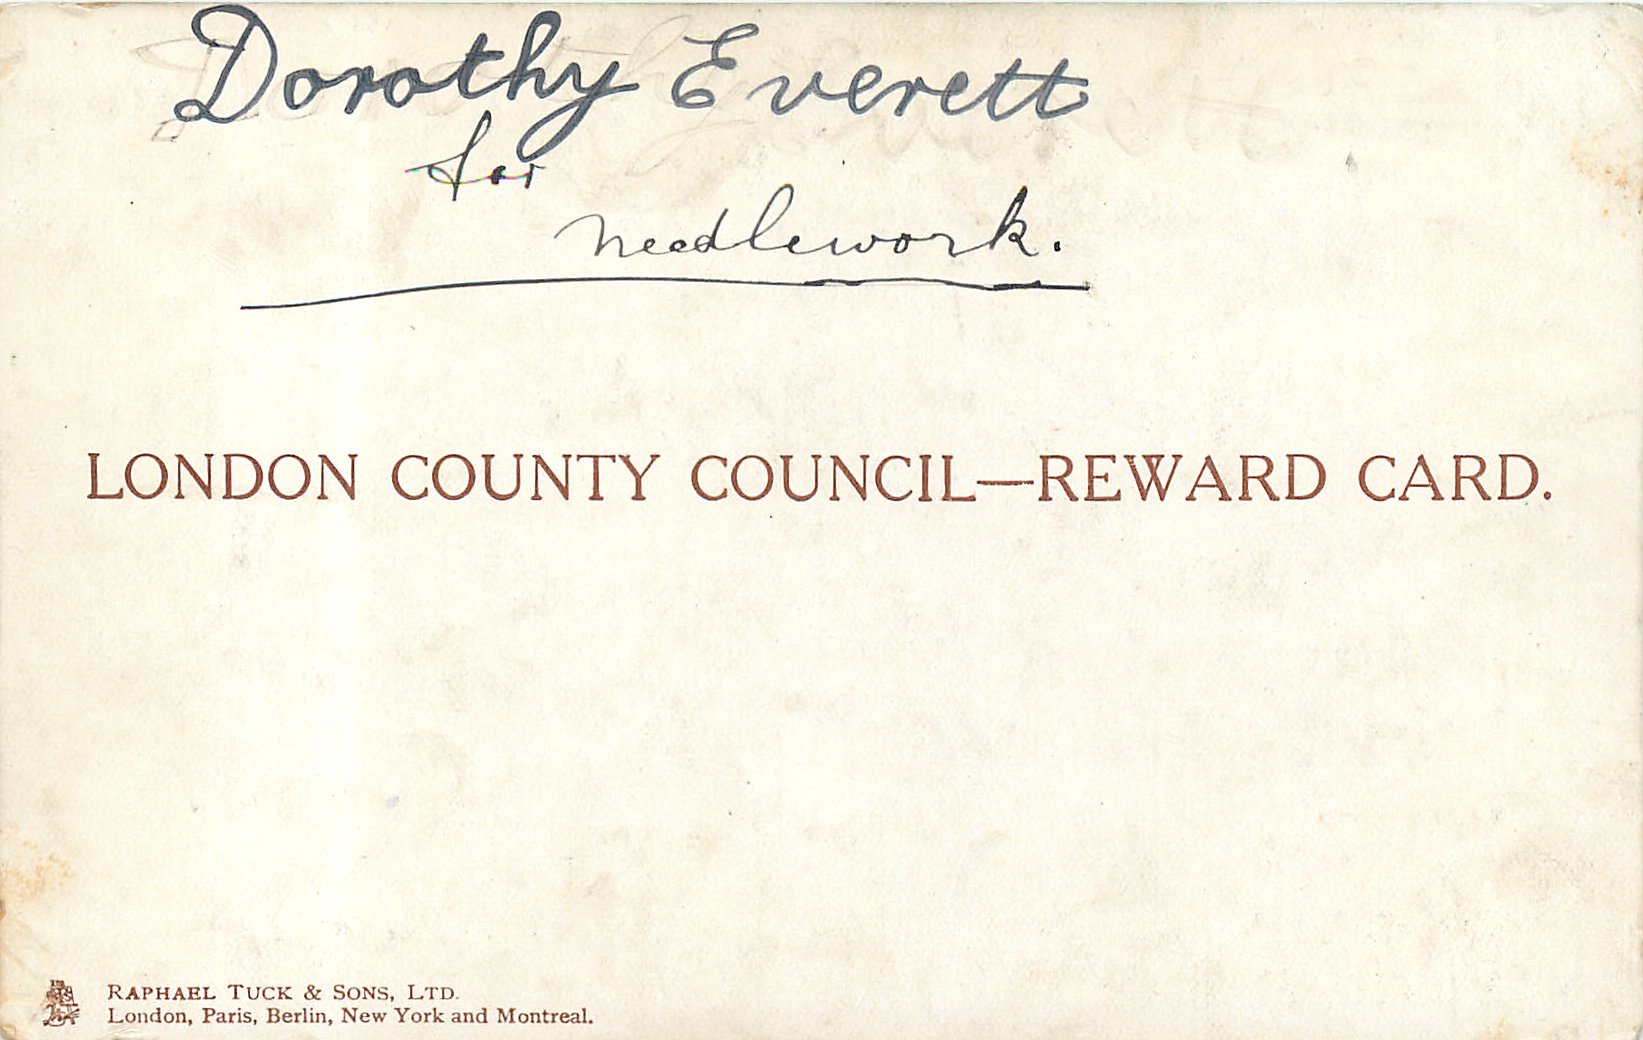 Dorothy Everett
for
needlework.
LONDON COUNTY COUNCIL—REWARD CARD.
RAPHAEL TUCK & SONS, LTD.
London, Paris, Berlin, New York and Montreal.